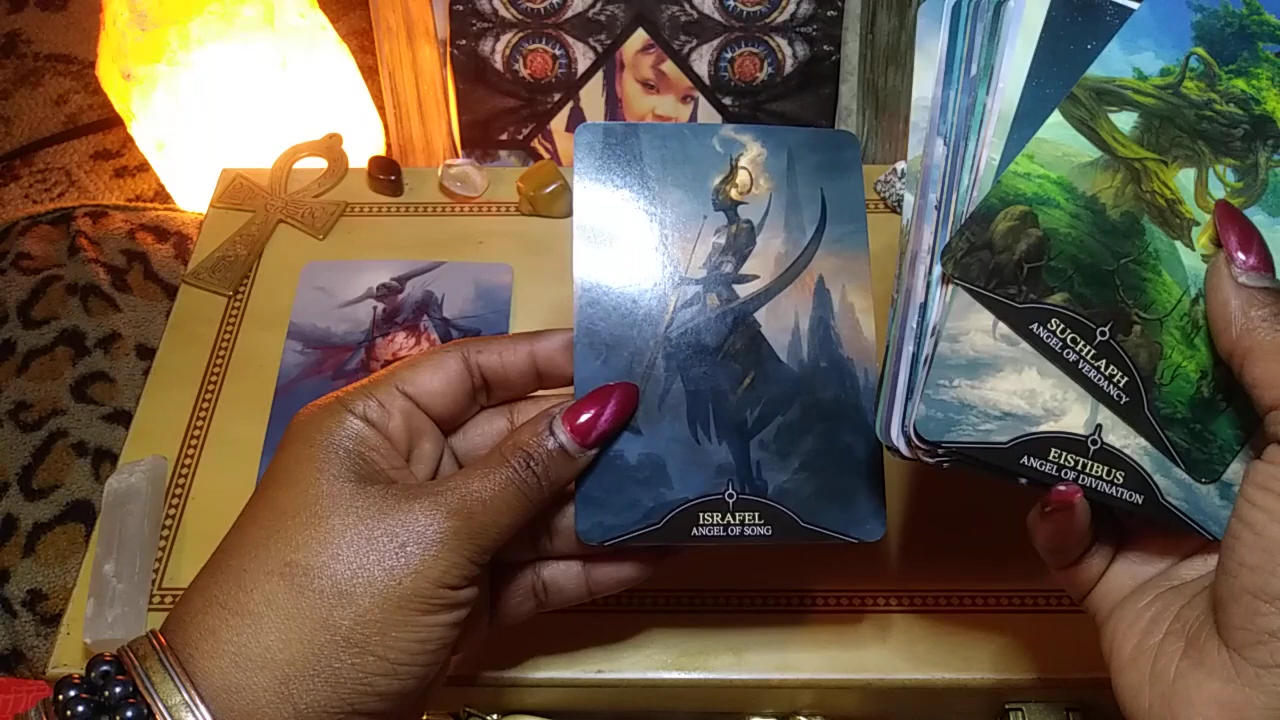 ISRAFEL
ANGEL OF SONG
SUCHLAPH
ANGEL OF VERDANCY
EISTIBUS
ANGEL OF DIVINATION